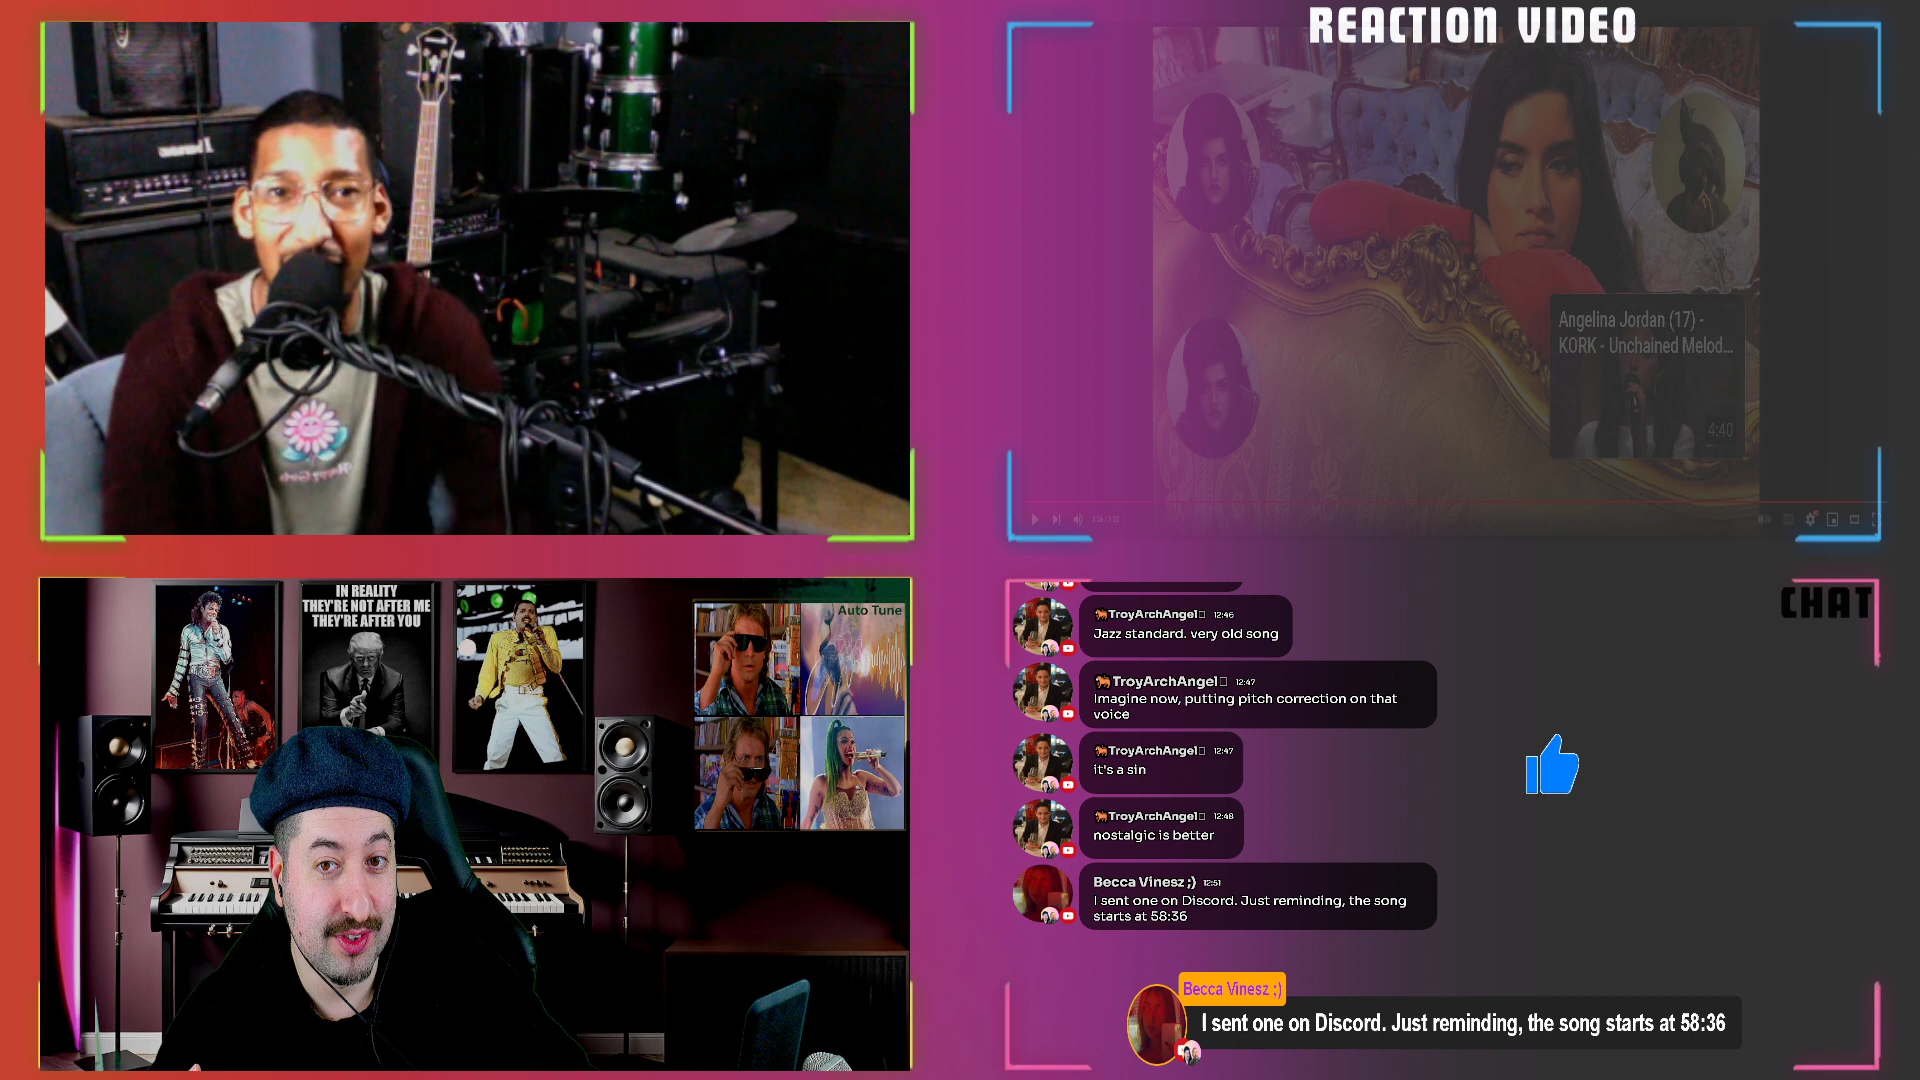 REACTION VIDEO
Angelina Jordan (17) -
KORK - Unchained Melod...
4:40
IN REALITY
THEY'RE NOT AFTER ME
THEY'RE AFTER YOU
Auto Tune
CHAT
TroyArchAngel 12:46
Jazz standard. very old song
TroyArchAngel 12:47
Imagine now, putting pitch correction on that
voice
TroyArchAngel 12:47
it's a sin
TroyArchAngel 12:48
nostalgic is better
Becca Vinesz ;) 12:51
I sent one on Discord. Just reminding, the song
starts at 58:36
Becca Vinesz ;)
I sent one on Discord. Just reminding, the song starts at 58:36